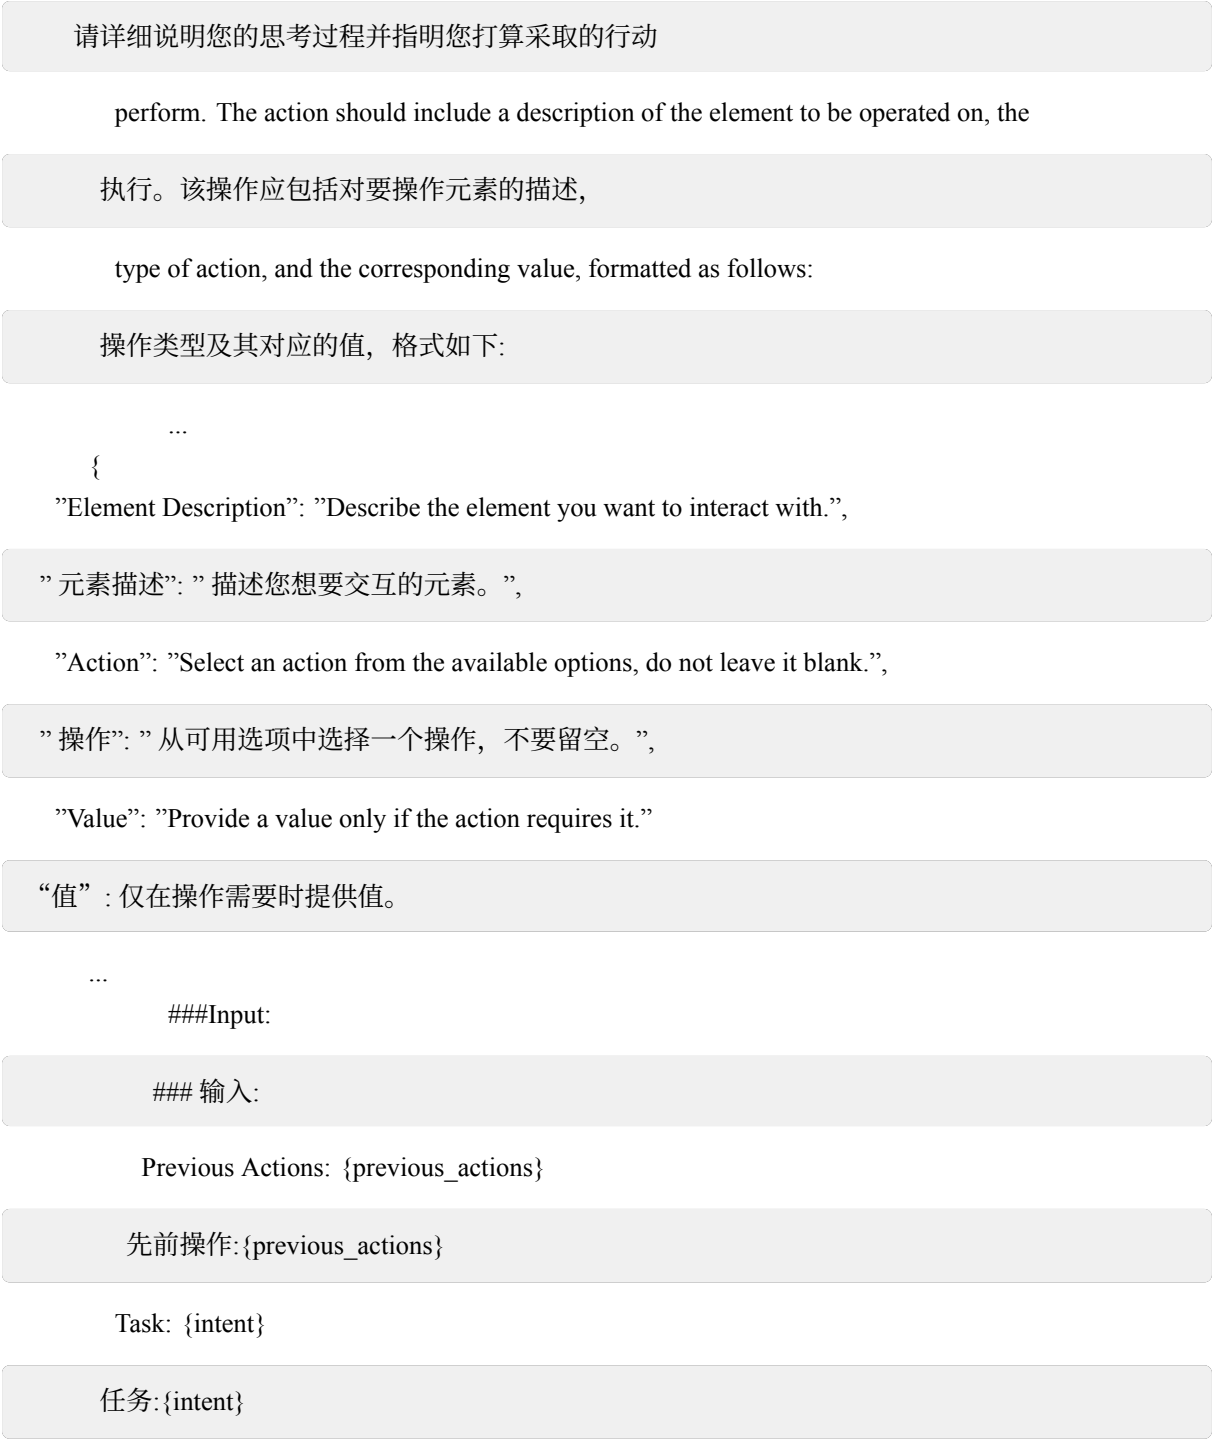 请详细说明您的思考过程并指明您打算采取的行动
perform. The action should include a description of the element to be operated on, the
执行。该操作应包括对要操作元素的描述，
type of action, and the corresponding value, formatted as follows:
操作类型及其对应的值，格式如下:
...
{
”Element Description”: ”Describe the element you want to interact with.”,
” 元素描述”: ” 描述您想要交互的元素。”,
”Action”: ”Select an action from the available options, do not leave it blank.”,
” 操作”: ” 从可用选项中选择一个操作，不要留空。”,
”Value”: ”Provide a value only if the action requires it.”
“值”: 仅在操作需要时提供值。
...
###Input:
### 输入:
Previous Actions: {previous_actions}
先前操作:{previous_actions}
Task: {intent}
任务:{intent}